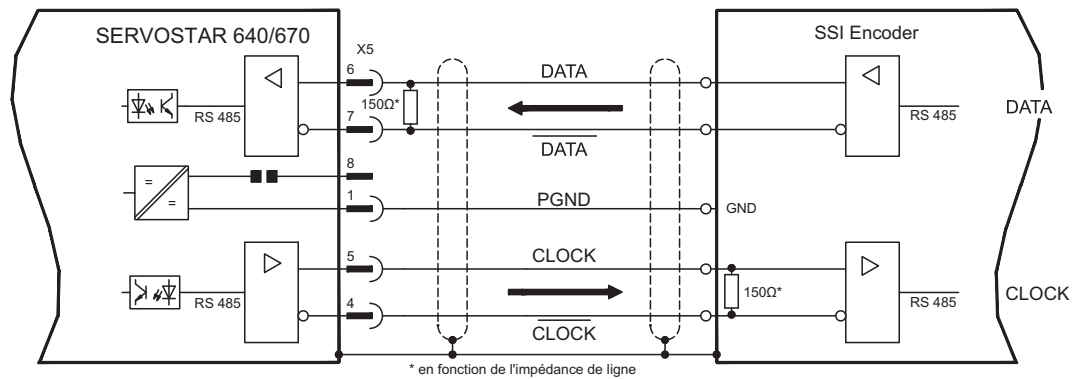 SERVOSTAR 640/670
X5
SSI Encoder
6
DATA
150Ω*
RS 485
7
DATA
RS 485
DATA
8
=
=
1
PGND
GND
5
CLOCK
RS 485
4
CLOCK
150Ω*
RS 485
CLOCK
* en fonction de l'impédance de ligne